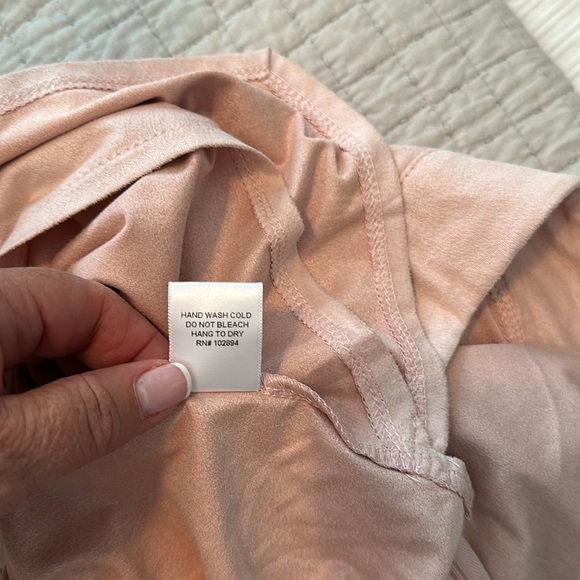 HAND WASH COLD
DO NOT BLEACH
HANG TO DRY
RN# 102894